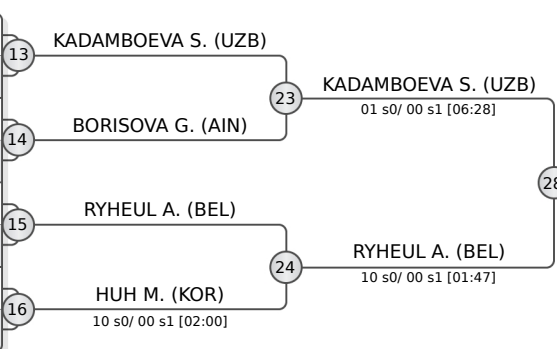 KADAMBOEVA S. (UZB)
13
23
KADAMBOEVA S. (UZB)
01 s0/ 00 s1 [06:28]
BORISOVA G. (AIN)
14
28
RYHEUL A. (BEL)
15
24
RYHEUL A. (BEL)
10 s0/ 00 s1 [01:47]
HUH M. (KOR)
16
10 s0/ 00 s1 [02:00]